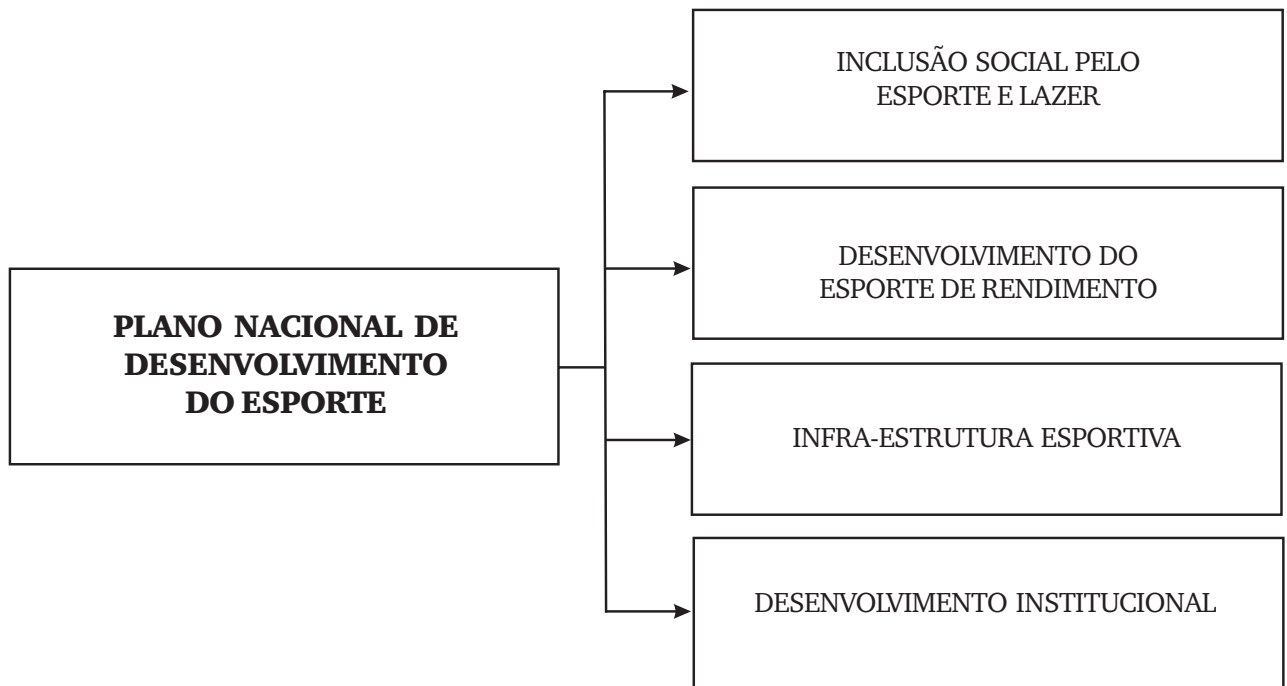 PLANO NACIONAL DE
DESENVOLVIMENTO
DO ESPORTE
INCLUSÃO SOCIAL PELO
ESPORTE E LAZER
DESENVOLVIMENTO DO
ESPORTE DE RENDIMENTO
INFRA-ESTRUTURA ESPORTIVA
DESENVOLVIMENTO INSTITUCIONAL